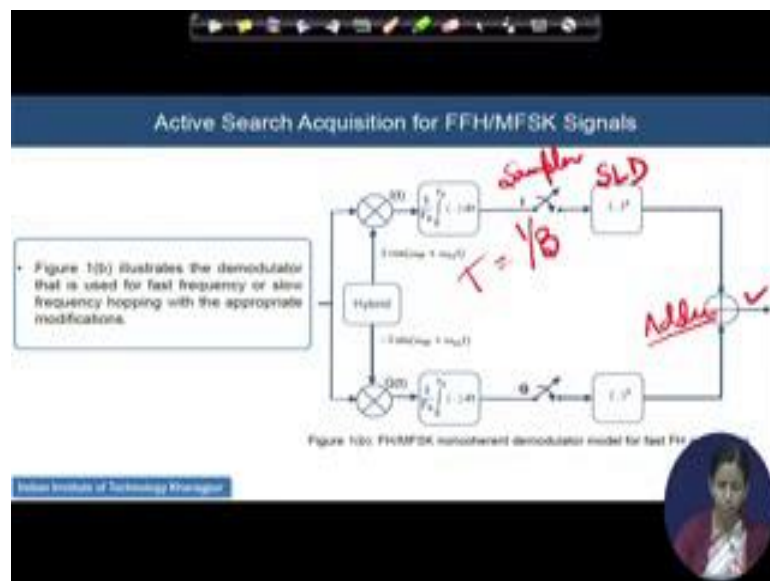 Active Search Acquisition for FFH/MFSK Signals
Sampler
SLD
I(t)
I
(..)²
T = 1/B
• Figure 1(b) illustrates the demodulator
that is used for fast frequency or slow
frequency hopping with the appropriate
modifications.
Hybrid
Adder
Q(t)
Q
(..)²
Figure 1(b): FH/MFSK noncoherent demodulator model for fast FH
Indian Institute of Technology Kharagpur